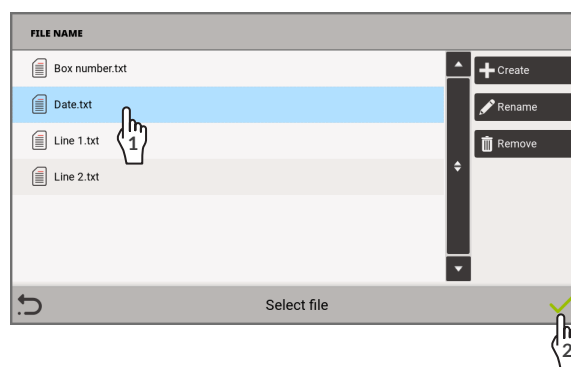 FILE NAME
Box number.txt
Create
Date.txt
Rename
1
Line 1.txt
Remove
Line 2.txt
Select file
2